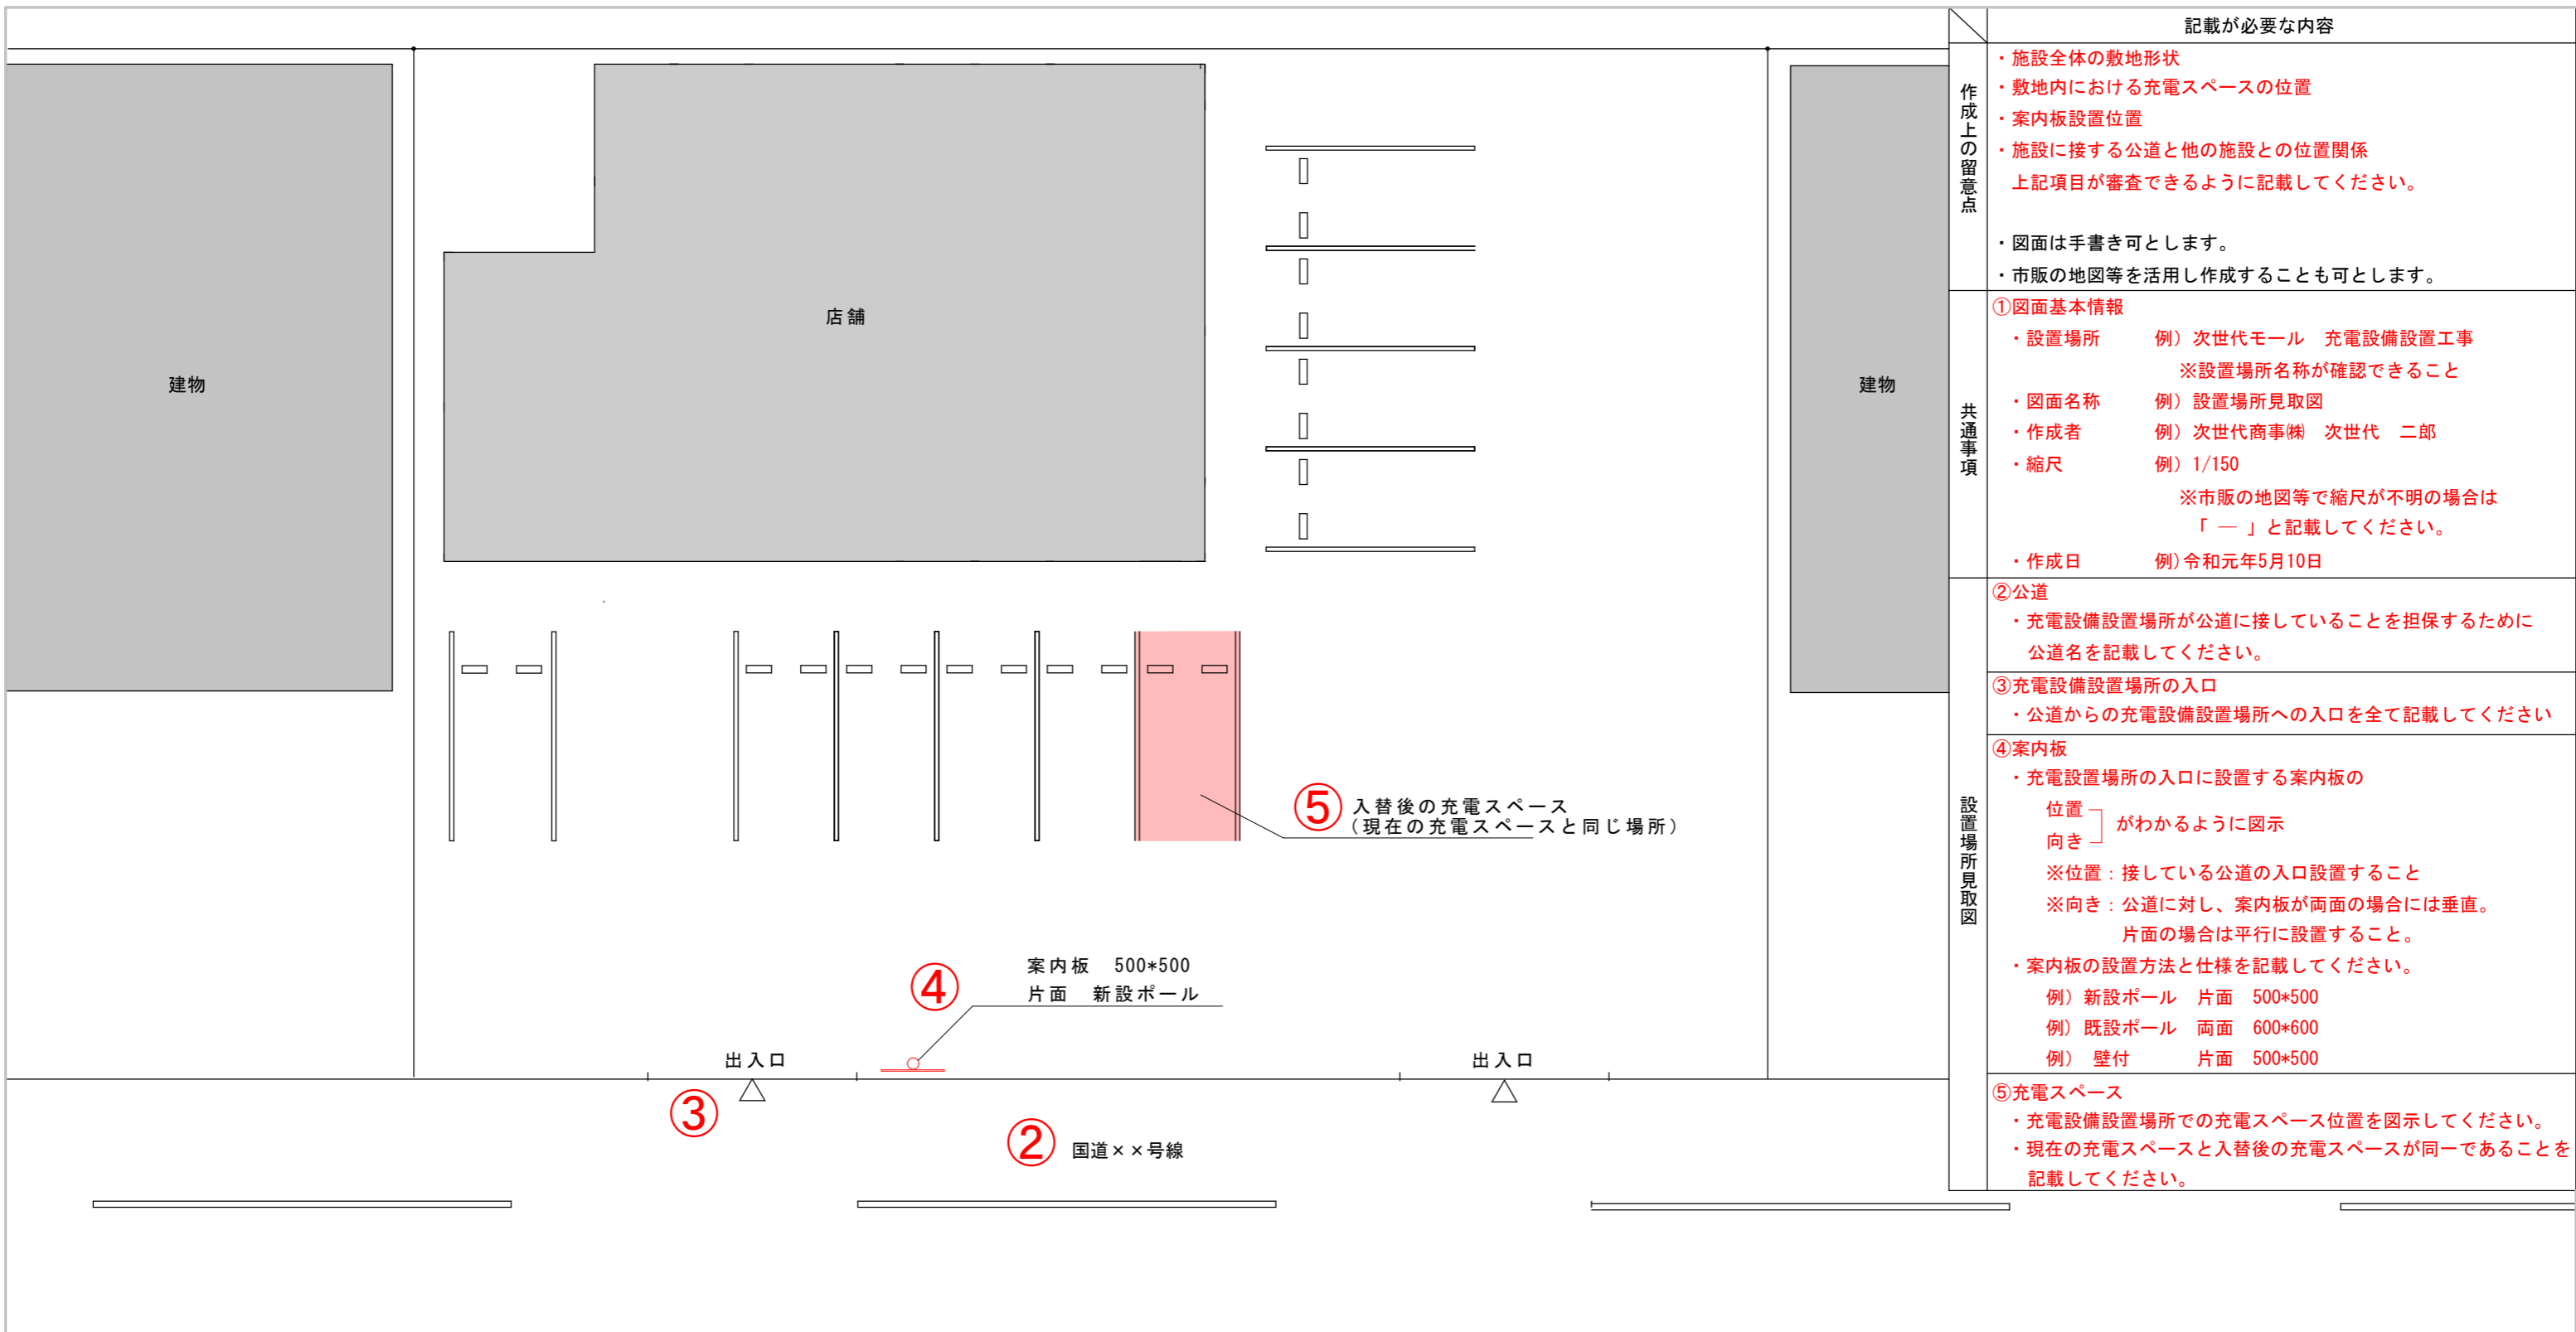 建物
店舗
建物
⑤
入替後の充電スペース
（現在の充電スペースと同じ場所）
④
案内板　500*500
片面　新設ポール
出入口
出入口
③
②
国道××号線
記載が必要な内容
作成上の留意点
・施設全体の敷地形状
・敷地内における充電スペースの位置
・案内板設置位置
・施設に接する公道と他の施設との位置関係
上記項目が審査できるように記載してください。
・図面は手書き可とします。
・市販の地図等を活用し作成することも可とします。
共通事項
①図面基本情報
・設置場所　例）次世代モール　充電設備設置工事
※設置場所名称が確認できること
・図面名称　例）設置場所見取図
・作成者　例）次世代商事㈱　次世代　二郎
・縮尺　例）1/150
※市販の地図等で縮尺が不明の場合は
「 ― 」と記載してください。
・作成日　例)令和元年5月10日
設置場所見取図
②公道
・充電設備設置場所が公道に接していることを担保するために
公道名を記載してください。
③充電設備設置場所の入口
・公道からの充電設備設置場所への入口を全て記載してください
④案内板
・充電設置場所の入口に設置する案内板の
位置
向き
がわかるように図示
※位置：接している公道の入口設置すること
※向き：公道に対し、案内板が両面の場合には垂直。
片面の場合は平行に設置すること。
・案内板の設置方法と仕様を記載してください。
例）新設ポール　片面　500*500
例）既設ポール　両面　600*600
例）　壁付　片面　500*500
⑤充電スペース
・充電設備設置場所での充電スペース位置を図示してください。
・現在の充電スペースと入替後の充電スペースが同一であることを
記載してください。